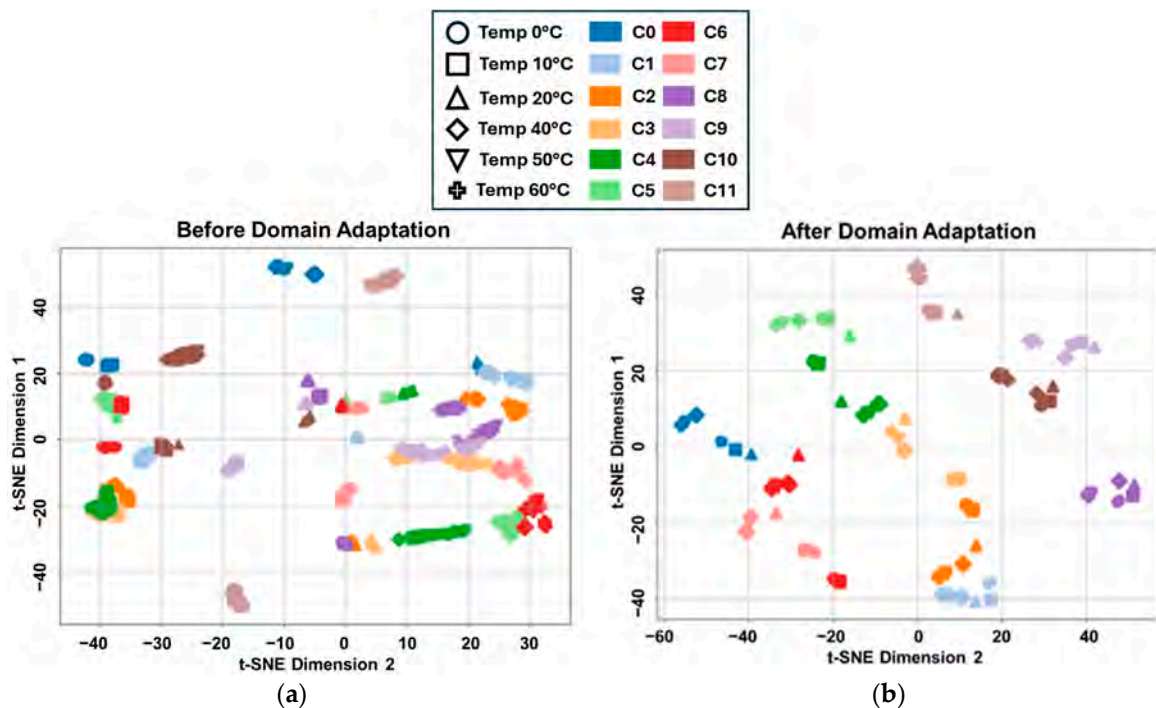 Temp 0°C C0 C6
Temp 10°C C1 C7
Temp 20°C C2 C8
Temp 40°C C3 C9
Temp 50°C C4 C10
Temp 60°C C5 C11
Before Domain Adaptation
t-SNE Dimension 1
40
20
0
−20
−40
−40 −30 −20 −10 0 10 20 30
t-SNE Dimension 2
(a)
After Domain Adaptation
t-SNE Dimension 1
40
20
0
−20
−40
−60 −40 −20 0 20 40
t-SNE Dimension 2
(b)